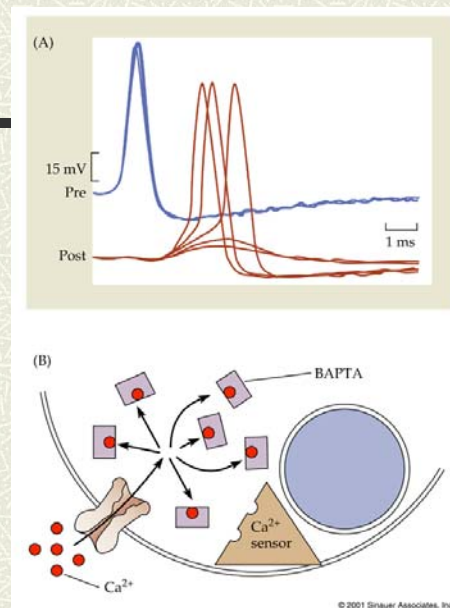 (A)
15 mV
Pre
1 ms
Post
(B)
BAPTA
Ca²⁺
sensor
Ca²⁺
© 2001 Sinauer Associates, Inc